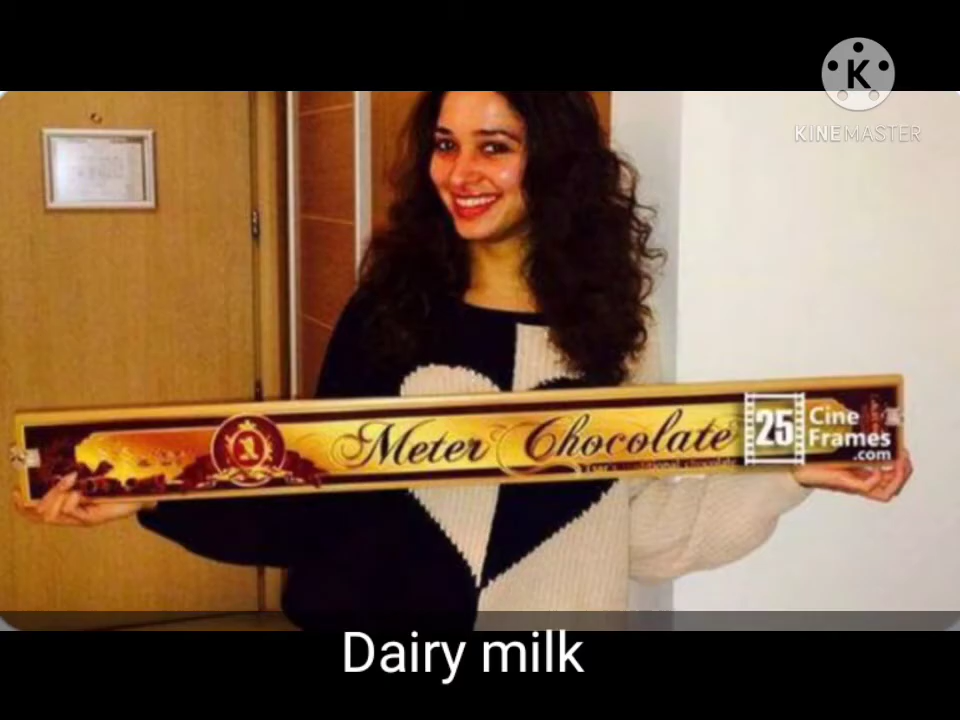 K
KINEMASTER
Meter Chocolate
25 Cine
Frames
.com
Dairy milk